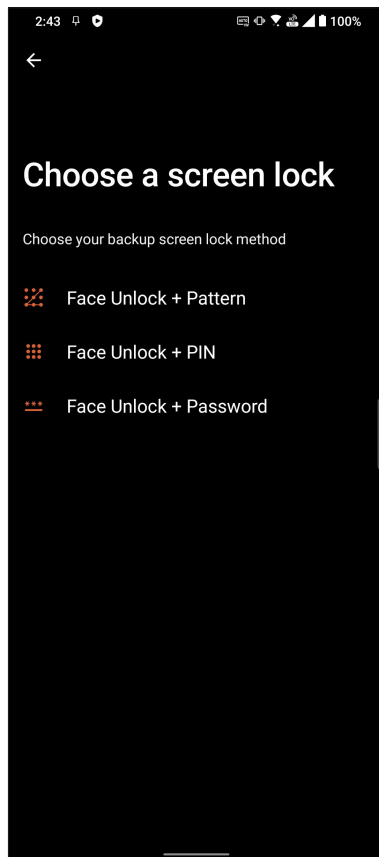 2:43
100%
Choose a screen lock
Choose your backup screen lock method
Face Unlock + Pattern
Face Unlock + PIN
Face Unlock + Password